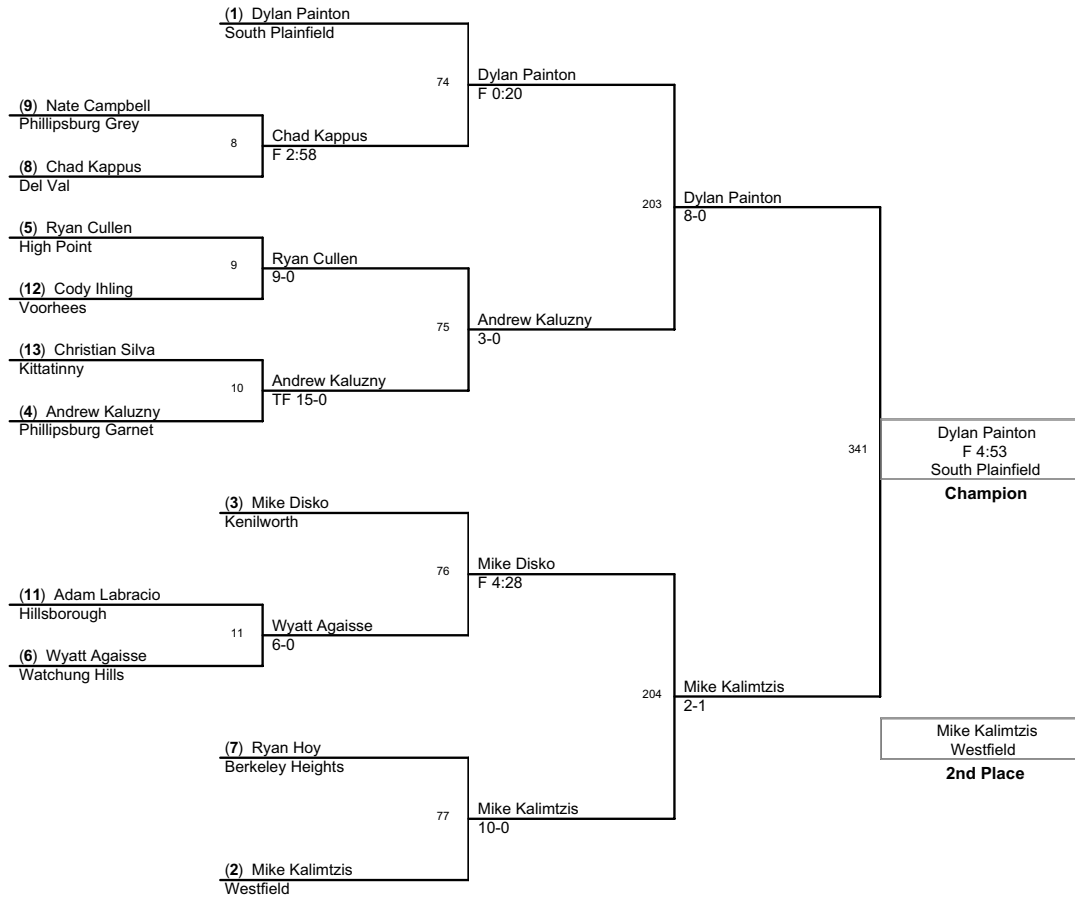 (1) Dylan Painton
South Plainfield
74
Dylan Painton
F 0:20
(9) Nate Campbell
Phillipsburg Grey
8
Chad Kappus
F 2:58
(8) Chad Kappus
Del Val
203
Dylan Painton
8-0
(5) Ryan Cullen
High Point
9
Ryan Cullen
9-0
(12) Cody Ihling
Voorhees
75
Andrew Kaluzny
3-0
(13) Christian Silva
Kittatinny
10
Andrew Kaluzny
TF 15-0
(4) Andrew Kaluzny
Phillipsburg Garnet
341
Dylan Painton
F 4:53
South Plainfield
Champion
(3) Mike Disko
Kenilworth
76
Mike Disko
F 4:28
(11) Adam Labracio
Hillsborough
11
Wyatt Agaisse
6-0
(6) Wyatt Agaisse
Watchung Hills
204
Mike Kalimtzis
2-1
(7) Ryan Hoy
Berkeley Heights
77
Mike Kalimtzis
10-0
(2) Mike Kalimtzis
Westfield
Mike Kalimtzis
Westfield
2nd Place